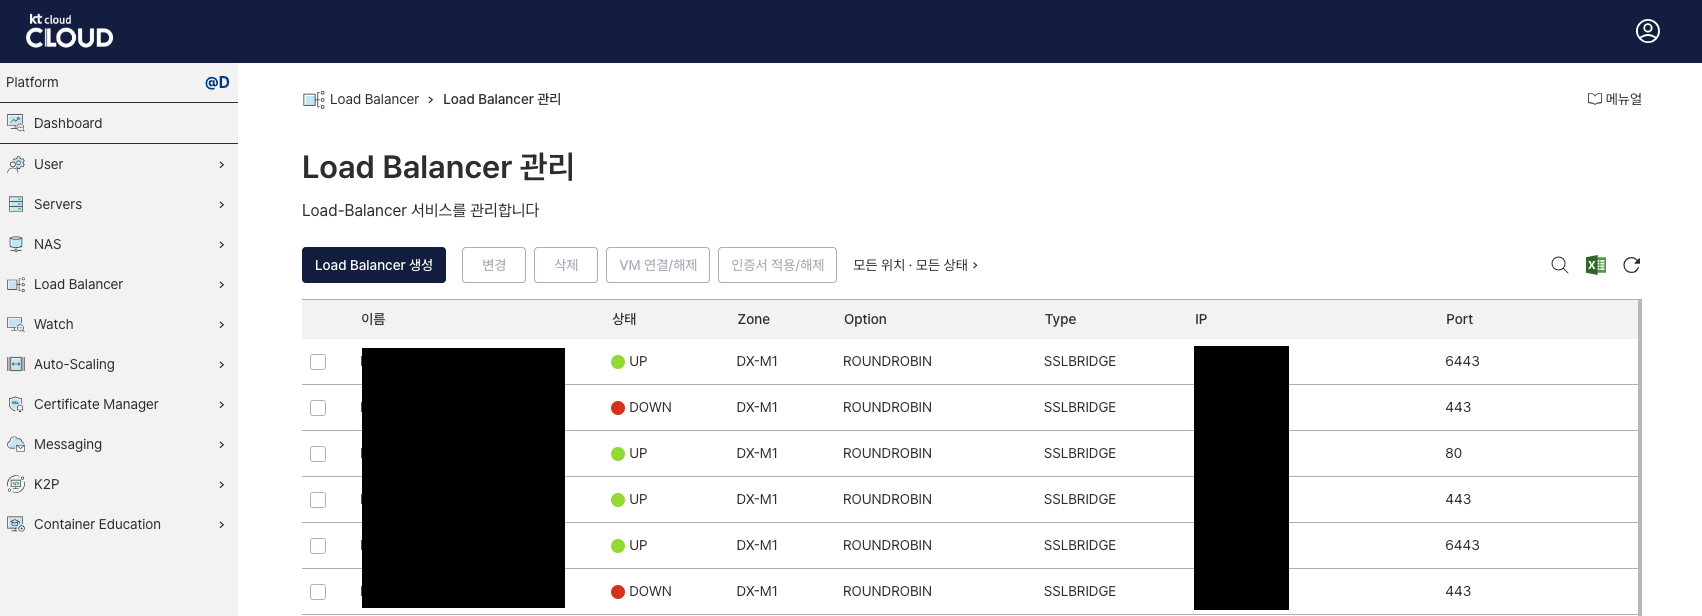 kt cloud
CLOUD
Platform @D
Dashboard
User
Servers
NAS
Load Balancer
Watch
Auto-Scaling
Certificate Manager
Messaging
K2P
Container Education
Load Balancer > Load Balancer 관리
메뉴얼
Load Balancer 관리
Load-Balancer 서비스를 관리합니다
Load Balancer 생성 변경 삭제 VM 연결/해제 인증서 적용/해제 모든 위치 · 모든 상태 >
이름 상태 Zone Option Type IP Port
UP DX-M1 ROUNDROBIN SSLBRIDGE 6443
DOWN DX-M1 ROUNDROBIN SSLBRIDGE 443
UP DX-M1 ROUNDROBIN SSLBRIDGE 80
UP DX-M1 ROUNDROBIN SSLBRIDGE 443
UP DX-M1 ROUNDROBIN SSLBRIDGE 6443
DOWN DX-M1 ROUNDROBIN SSLBRIDGE 443